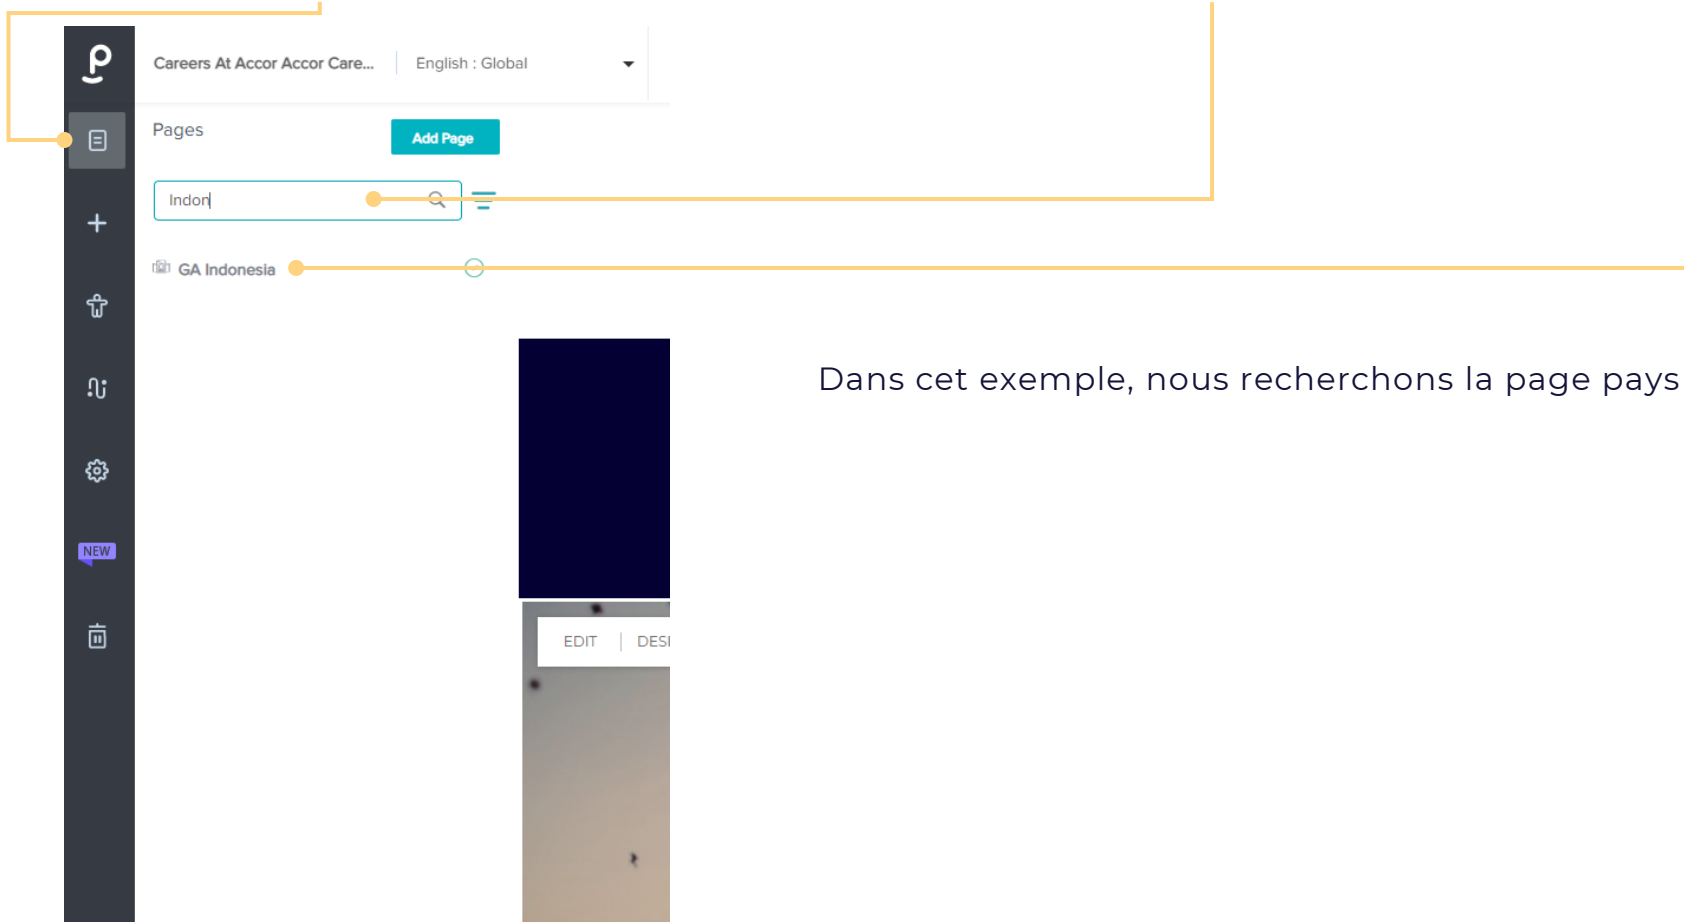 Careers At Accor Accor Care...
English : Global
Pages
Add Page
Indon
GA Indonesia
Dans cet exemple, nous recherchons la page pays
NEW
EDIT